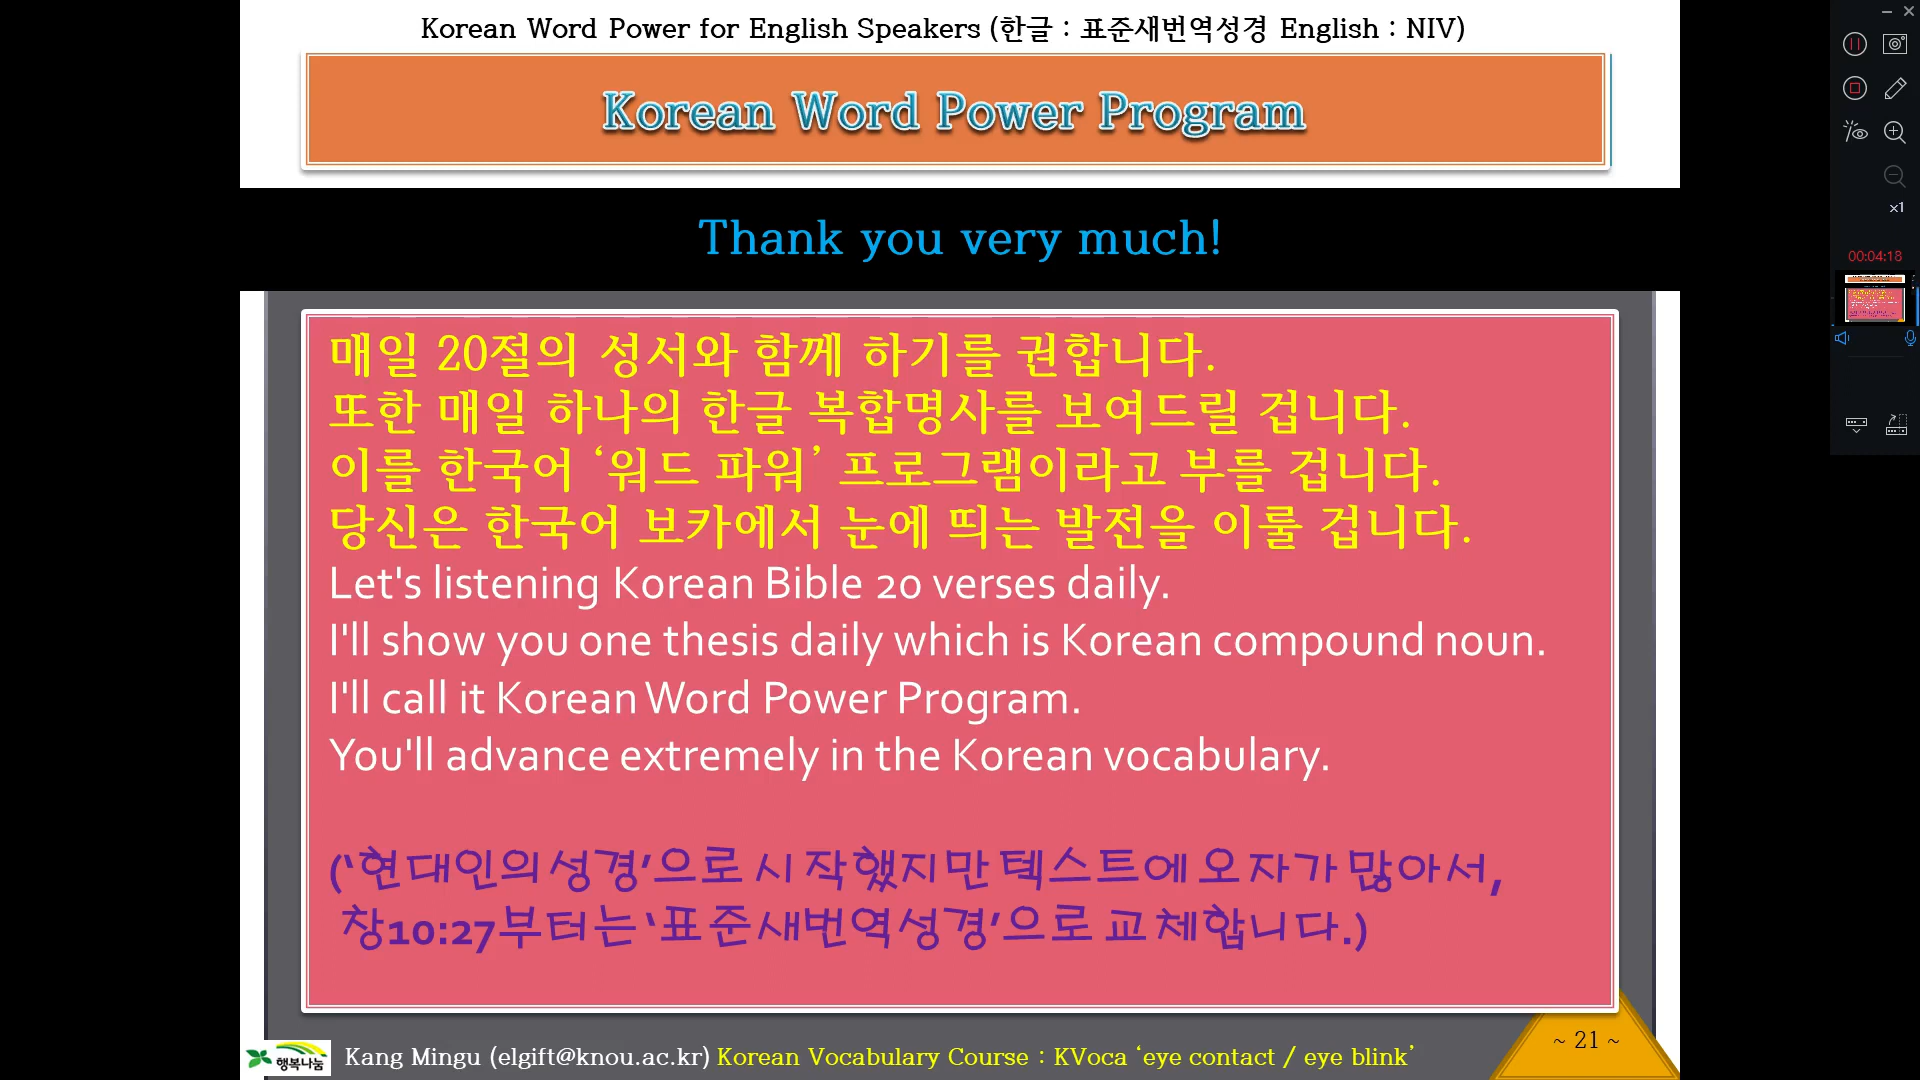 Korean Word Power for English Speakers (한글 : 표준새번역성경 English : NIV)
Korean Word Power Program
Thank you very much!
매일 20절의 성서와 함께 하기를 권합니다.
또한 매일 하나의 한글 복합명사를 보여드릴 겁니다.
이를 한국어 ‘워드 파워’ 프로그램이라고 부를 겁니다.
당신은 한국어 보카에서 눈에 띄는 발전을 이룰 겁니다.
Let's listening Korean Bible 20 verses daily.
I'll show you one thesis daily which is Korean compound noun.
I'll call it Korean Word Power Program.
You'll advance extremely in the Korean vocabulary.
(‘현대인의성경’으로 시작했지만 텍스트에 오자가 많아서,
창10:27부터는 ‘표준새번역성경’으로 교체합니다.)
~ 21 ~
행복나눔 Kang Mingu (elgift@knou.ac.kr) Korean Vocabulary Course : KVoca ‘eye contact / eye blink’
x1
00:04:18